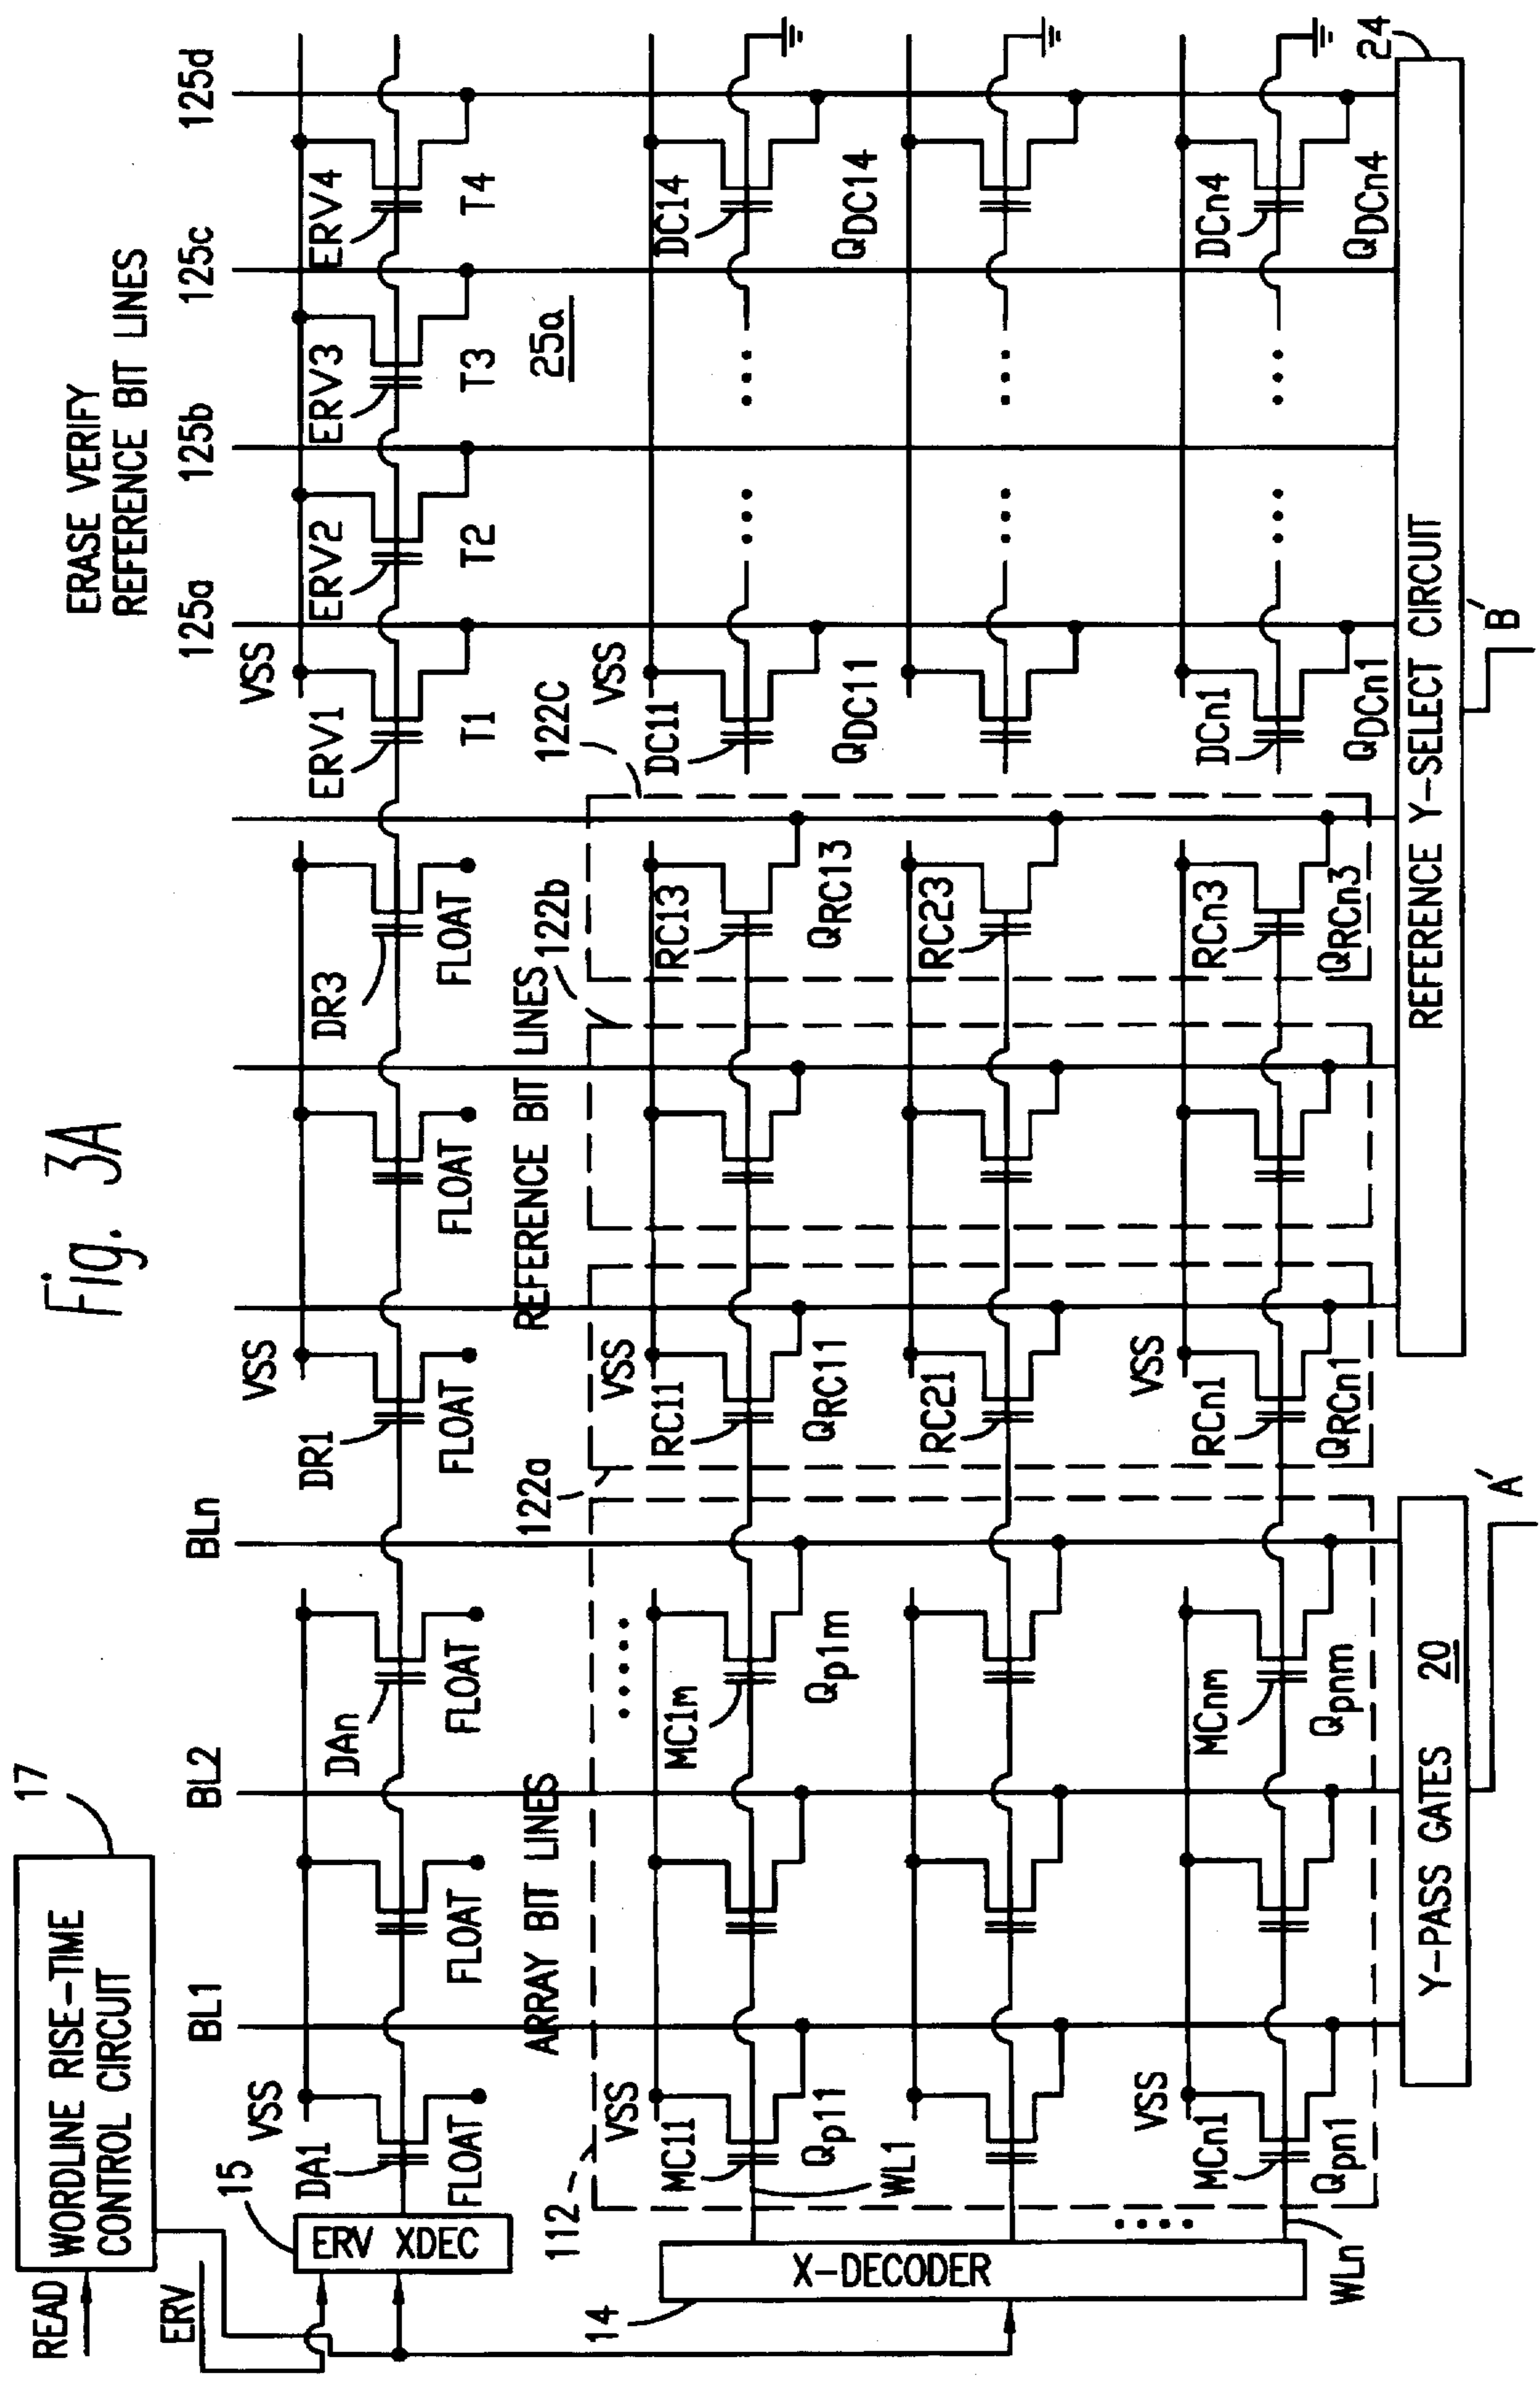 Fig. 3A
17
WORDLINE RISE-TIME
CONTROL CIRCUIT
READ
ERV
15
ERV XDEC
14
X-DECODER
ERASE VERIFY
REFERENCE BIT LINES
BL1
BL2
BLn
125a
125b
125c
125d
VSS
VSS
VSS
DA1
DAn
DR1
DR3
ERV1
ERV2
ERV3
ERV4
FLOAT
FLOAT
FLOAT
FLOAT
FLOAT
FLOAT
T1
T2
T3
T4
25a
ARRAY BIT LINES
REFERENCE BIT LINES
112
122a
122b
122C
VSS
VSS
VSS
MC11
MC1m
RC11
RC13
DC11
DC14
Qp11
Qp1m
QRC11
QRC13
QDC11
QDC14
WL1
RC21
RC23
VSS
VSS
MCn1
MCnm
RCn1
RCn3
DCn1
DCn4
Qpn1
Qpnm
QRCn1
QRCn3
QDCn1
QDCn4
WLn
Y-PASS GATES 20
REFERENCE Y-SELECT CIRCUIT
24
A'
B'